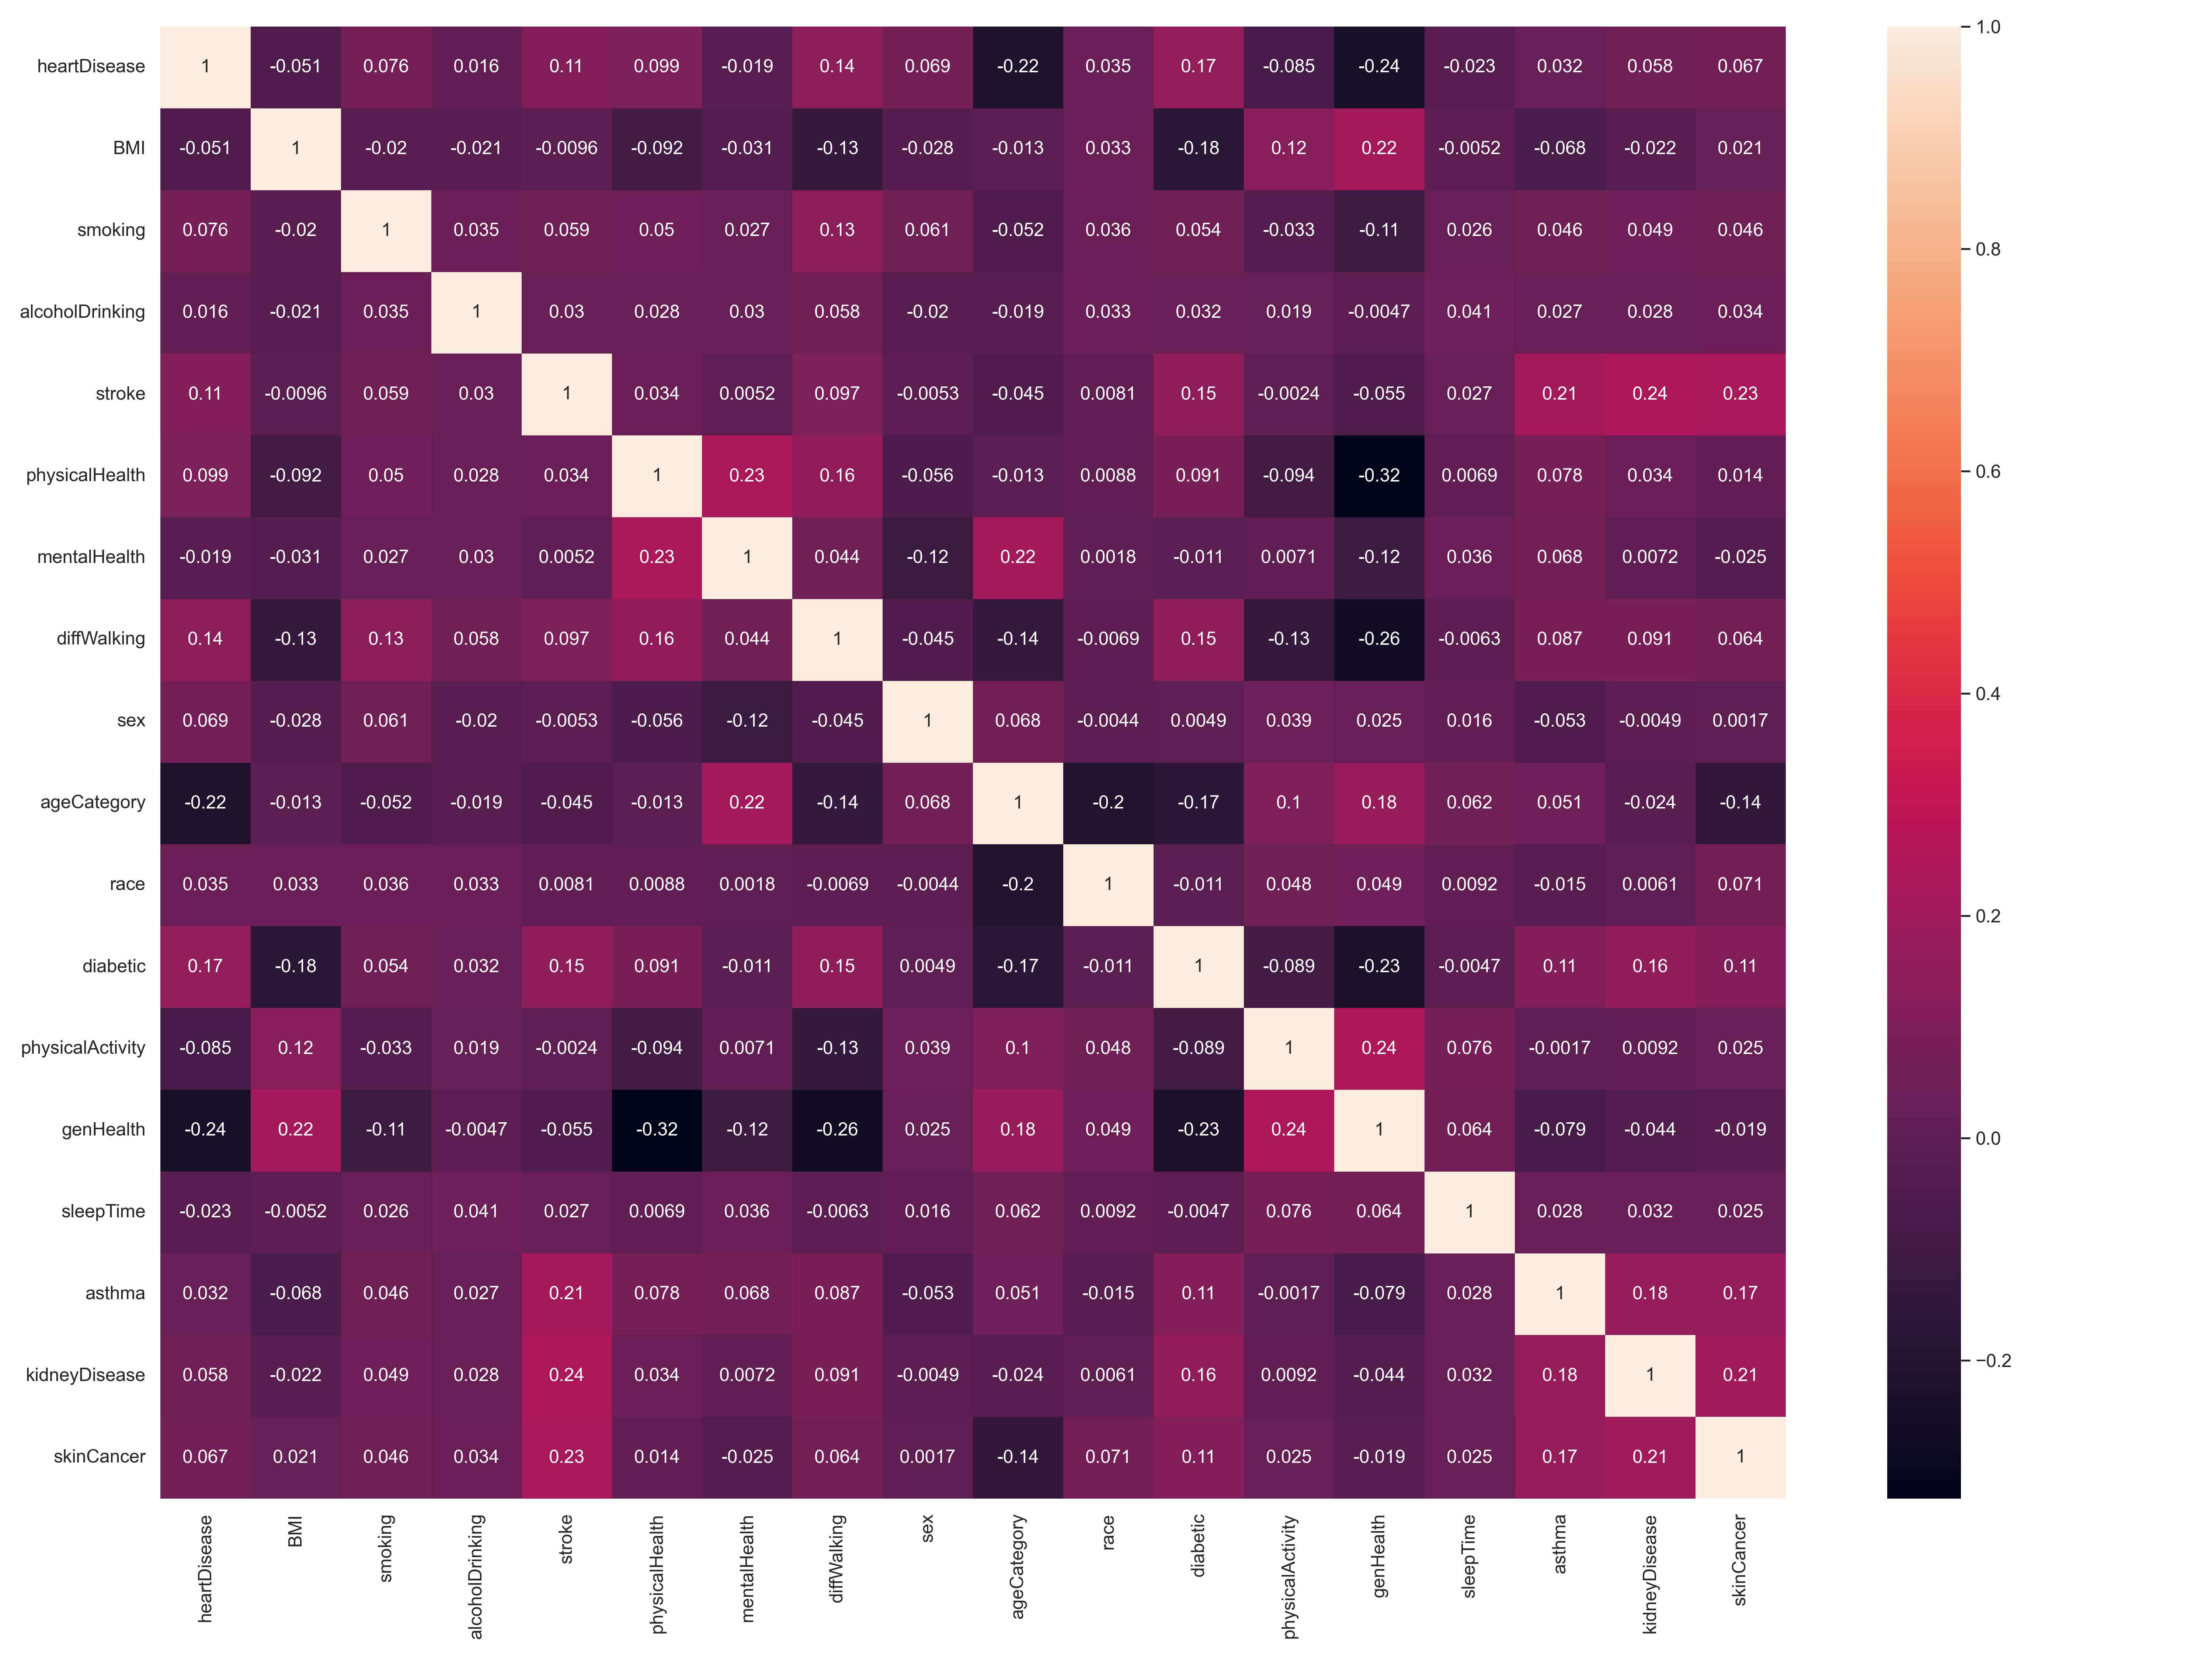 heartDisease 1 -0.051 0.076 0.016 0.11 0.099 -0.019 0.14 0.069 -0.22 0.035 0.17 -0.085 -0.24 -0.023 0.032 0.058 0.067
BMI -0.051 1 -0.02 -0.021 -0.0096 -0.092 -0.031 -0.13 -0.028 -0.013 0.033 -0.18 0.12 0.22 -0.0052 -0.068 -0.022 0.021
smoking 0.076 -0.02 1 0.035 0.059 0.05 0.027 0.13 0.061 -0.052 0.036 0.054 -0.033 -0.11 0.026 0.046 0.049 0.046
alcoholDrinking 0.016 -0.021 0.035 1 0.03 0.028 0.03 0.058 -0.02 -0.019 0.033 0.032 0.019 -0.0047 0.041 0.027 0.028 0.034
stroke 0.11 -0.0096 0.059 0.03 1 0.034 0.0052 0.097 -0.0053 -0.045 0.0081 0.15 -0.0024 -0.055 0.027 0.21 0.24 0.23
physicalHealth 0.099 -0.092 0.05 0.028 0.034 1 0.23 0.16 -0.056 -0.013 0.0088 0.091 -0.094 -0.32 0.0069 0.078 0.034 0.014
mentalHealth -0.019 -0.031 0.027 0.03 0.0052 0.23 1 0.044 -0.12 0.22 0.0018 -0.011 0.0071 -0.12 0.036 0.068 0.0072 -0.025
diffWalking 0.14 -0.13 0.13 0.058 0.097 0.16 0.044 1 -0.045 -0.14 -0.0069 0.15 -0.13 -0.26 -0.0063 0.087 0.091 0.064
sex 0.069 -0.028 0.061 -0.02 -0.0053 -0.056 -0.12 -0.045 1 0.068 -0.0044 0.0049 0.039 0.025 0.016 -0.053 -0.0049 0.0017
ageCategory -0.22 -0.013 -0.052 -0.019 -0.045 -0.013 0.22 -0.14 0.068 1 -0.2 -0.17 0.1 0.18 0.062 0.051 -0.024 -0.14
race 0.035 0.033 0.036 0.033 0.0081 0.0088 0.0018 -0.0069 -0.0044 -0.2 1 -0.011 0.048 0.049 0.0092 -0.015 0.0061 0.071
diabetic 0.17 -0.18 0.054 0.032 0.15 0.091 -0.011 0.15 0.0049 -0.17 -0.011 1 -0.089 -0.23 -0.0047 0.11 0.16 0.11
physicalActivity -0.085 0.12 -0.033 0.019 -0.0024 -0.094 0.0071 -0.13 0.039 0.1 0.048 -0.089 1 0.24 0.076 -0.0017 0.0092 0.025
genHealth -0.24 0.22 -0.11 -0.0047 -0.055 -0.32 -0.12 -0.26 0.025 0.18 0.049 -0.23 0.24 1 0.064 -0.079 -0.044 -0.019
sleepTime -0.023 -0.0052 0.026 0.041 0.027 0.0069 0.036 -0.0063 0.016 0.062 0.0092 -0.0047 0.076 0.064 1 0.028 0.032 0.025
asthma 0.032 -0.068 0.046 0.027 0.21 0.078 0.068 0.087 -0.053 0.051 -0.015 0.11 -0.0017 -0.079 0.028 1 0.18 0.17
kidneyDisease 0.058 -0.022 0.049 0.028 0.24 0.034 0.0072 0.091 -0.0049 -0.024 0.0061 0.16 0.0092 -0.044 0.032 0.18 1 0.21
skinCancer 0.067 0.021 0.046 0.034 0.23 0.014 -0.025 0.064 0.0017 -0.14 0.071 0.11 0.025 -0.019 0.025 0.17 0.21 1
heartDisease BMI smoking alcoholDrinking stroke physicalHealth mentalHealth diffWalking sex ageCategory race diabetic physicalActivity genHealth sleepTime asthma kidneyDisease skinCancer
1.0
0.8
0.6
0.4
0.2
0.0
−0.2